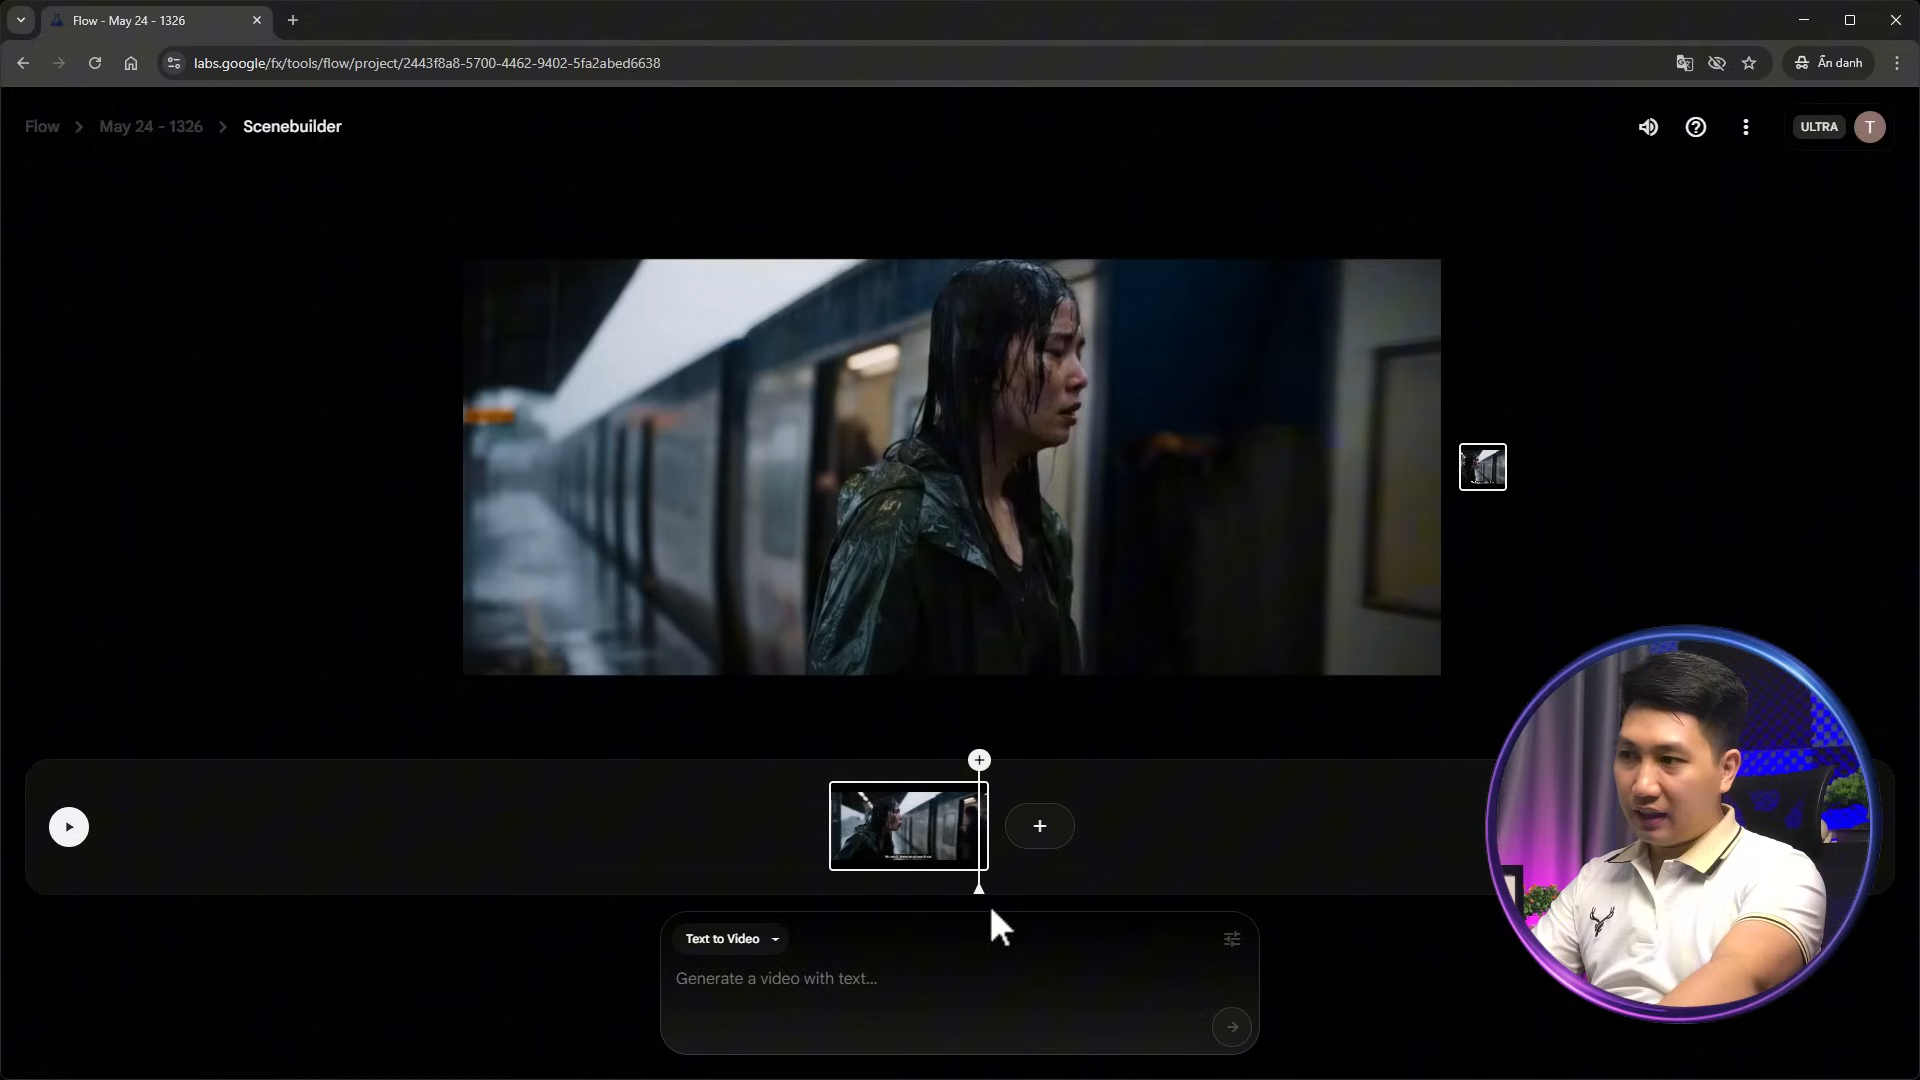 Flow - May 24 - 1326
labs.google/fx/tools/flow/project/2443f8a8-5700-4462-9402-5fa2abed6638
Ẩn danh
Flow > May 24 - 1326 > Scenebuilder
ULTRA T
Text to Video
Generate a video with text...